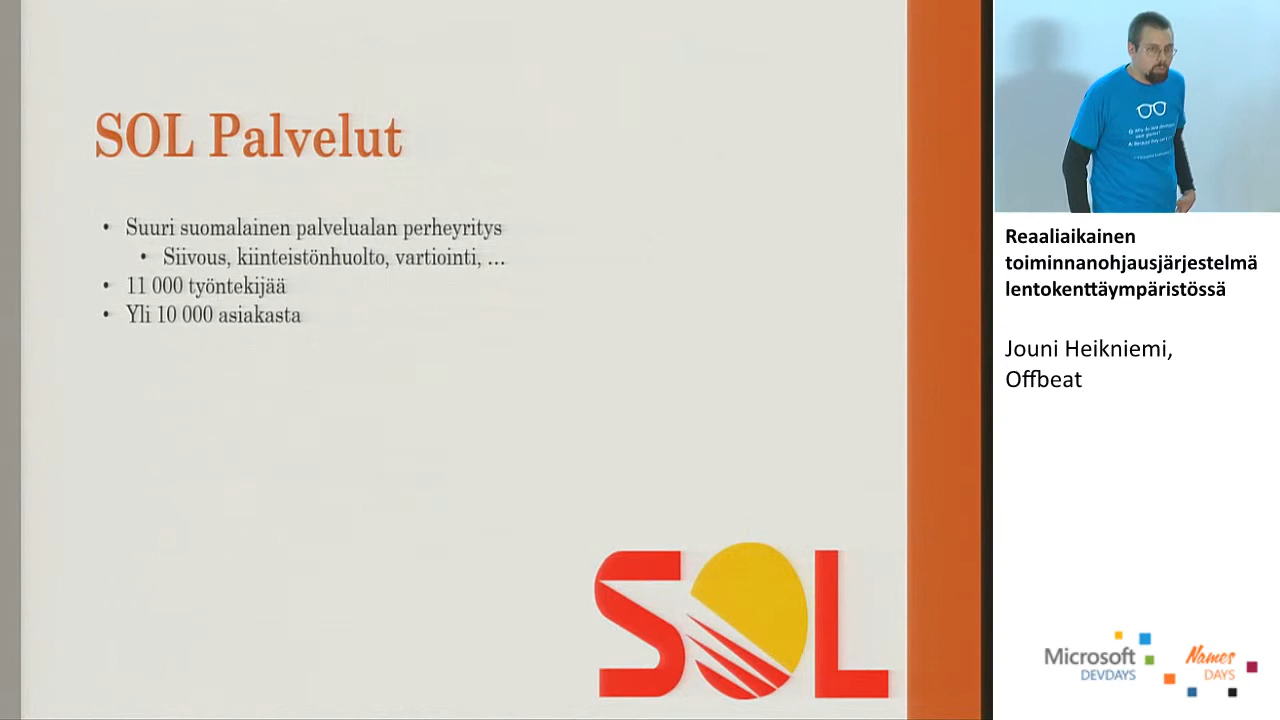 SOL Palvelut
• Suuri suomalainen palvelualan perheyritys
• Siivous, kiinteistönhuolto, vartiointi, ...
• 11 000 työntekijää
• Yli 10 000 asiakasta
SOL
Reaaliaikainen
toiminnanohjausjärjestelmä
lentokenttäympäristössä
Jouni Heikniemi,
Offbeat
Microsoft
DEVDAYS
Names
DAYS